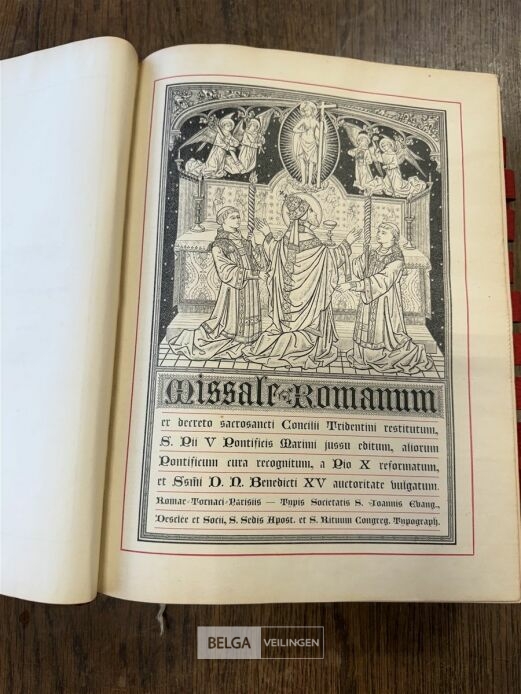 Missale Romanum
ex decreto sacrosancti Concilii Tridentini restitutum,
S. Pii V Pontificis Maximi jussu editum, aliorum
Pontificum cura recognitum, a Pio X reformatum,
et Ssm̃i D. N. Benedicti XV auctoritate vulgatum.
Romae-Tornaci-Parisiis — Typis Societatis S. Joannis Evang.,
Desclée et Socii, S. Sedis Apost. et S. Rituum Congreg. Typograph.
BELGA VEILINGEN